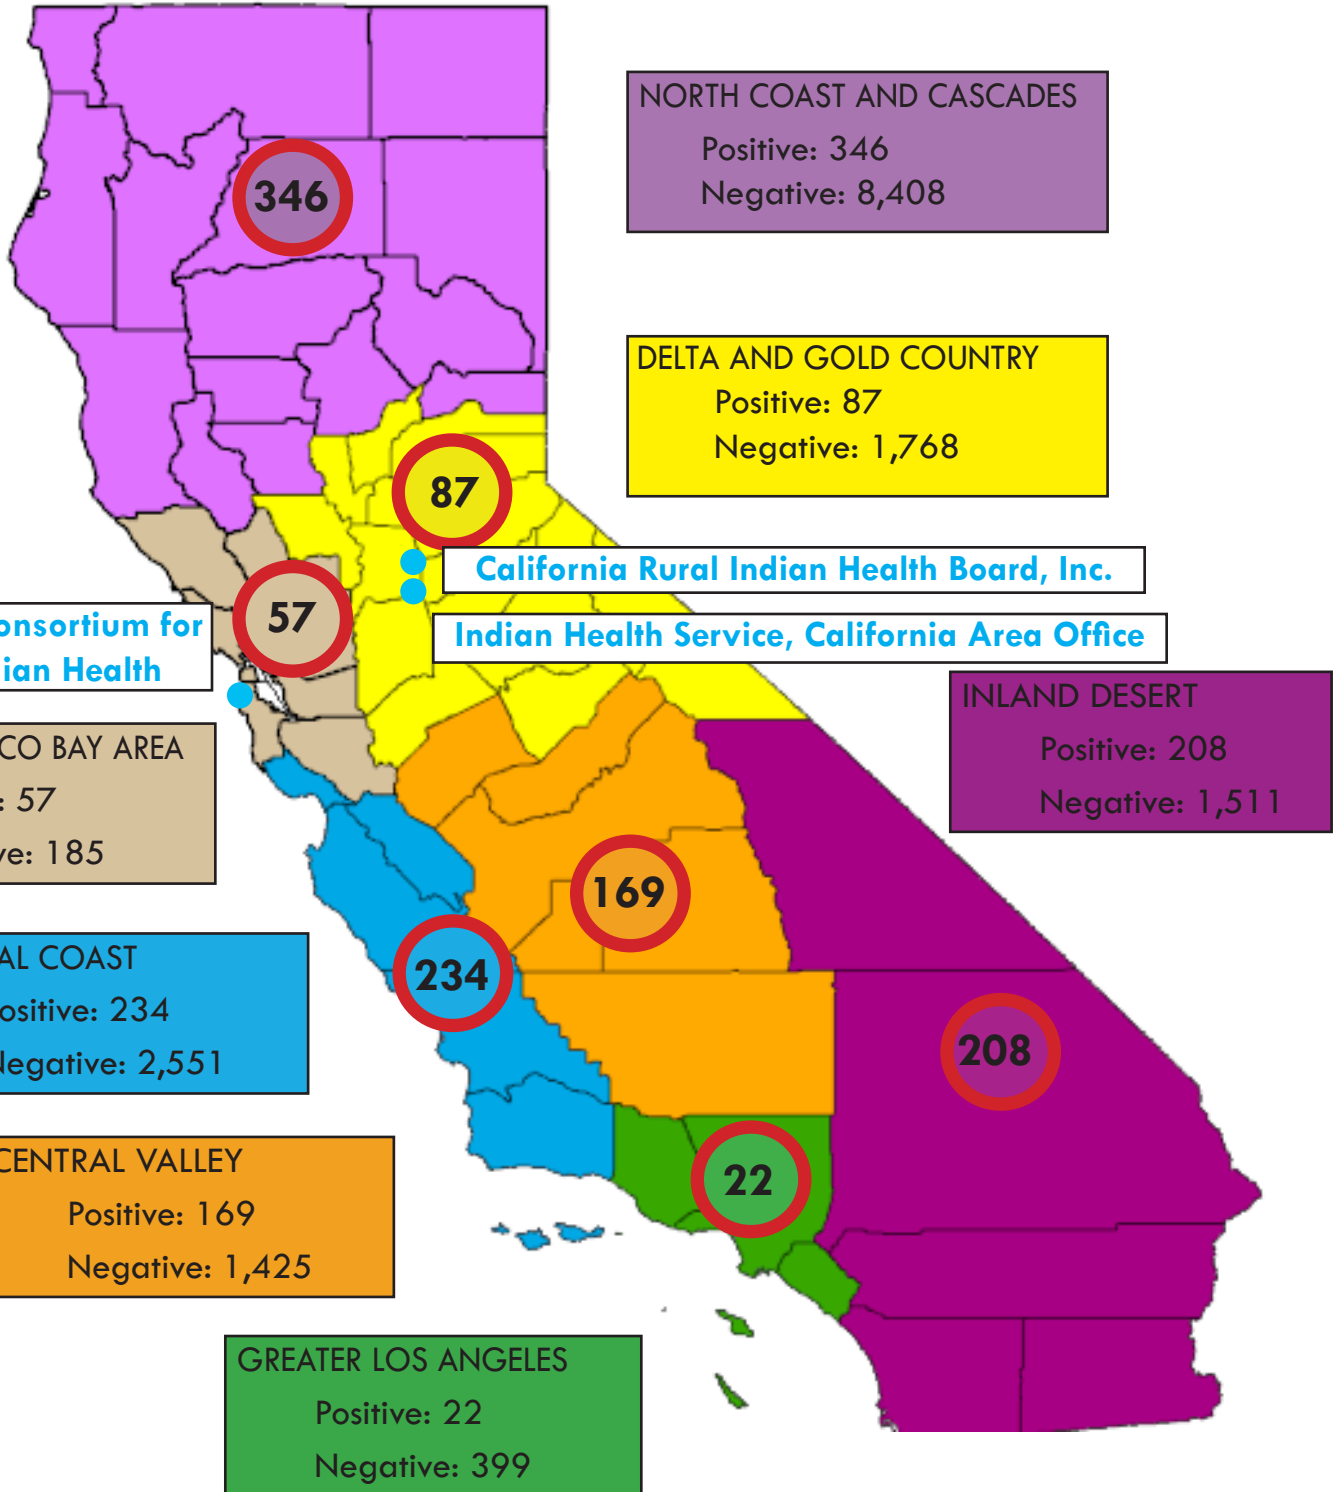 NORTH COAST AND CASCADES
Positive: 346
Negative: 8,408
346
DELTA AND GOLD COUNTRY
Positive: 87
Negative: 1,768
87
California Rural Indian Health Board, Inc.
57
onsortium for
ian Health
Indian Health Service, California Area Office
INLAND DESERT
Positive: 208
Negative: 1,511
CO BAY AREA
: 57
ve: 185
169
AL COAST
ositive: 234
Negative: 2,551
234
208
CENTRAL VALLEY
Positive: 169
Negative: 1,425
22
GREATER LOS ANGELES
Positive: 22
Negative: 399